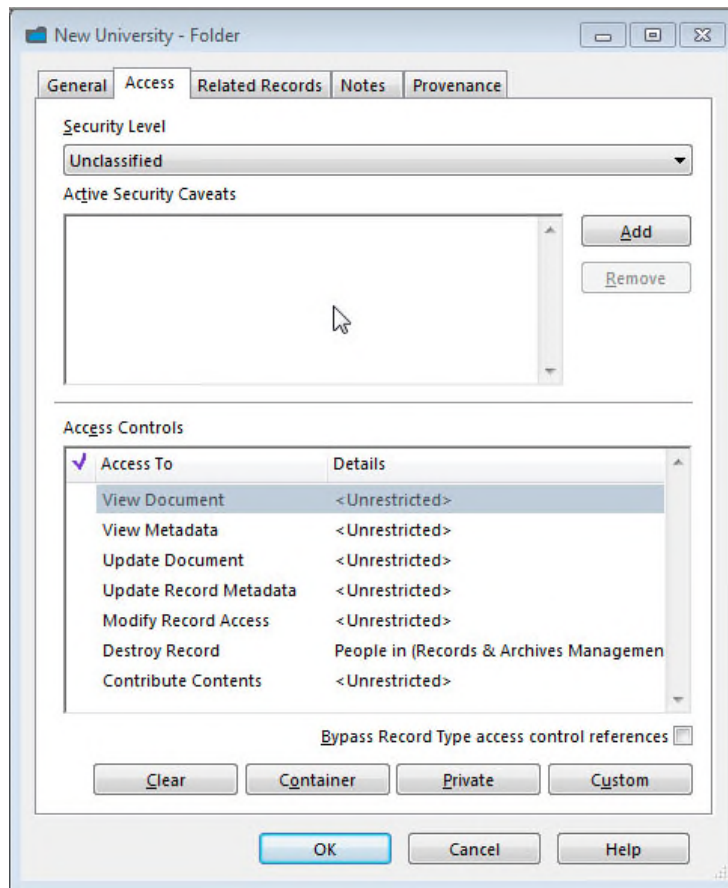 New University - Folder
General Access Related Records Notes Provenance
Security Level
Unclassified
Active Security Caveats
Add
Remove
Access Controls
Access To Details
View Document <Unrestricted>
View Metadata <Unrestricted>
Update Document <Unrestricted>
Update Record Metadata <Unrestricted>
Modify Record Access <Unrestricted>
Destroy Record People in (Records & Archives Managemen
Contribute Contents <Unrestricted>
Bypass Record Type access control references
Clear Container Private Custom
OK Cancel Help